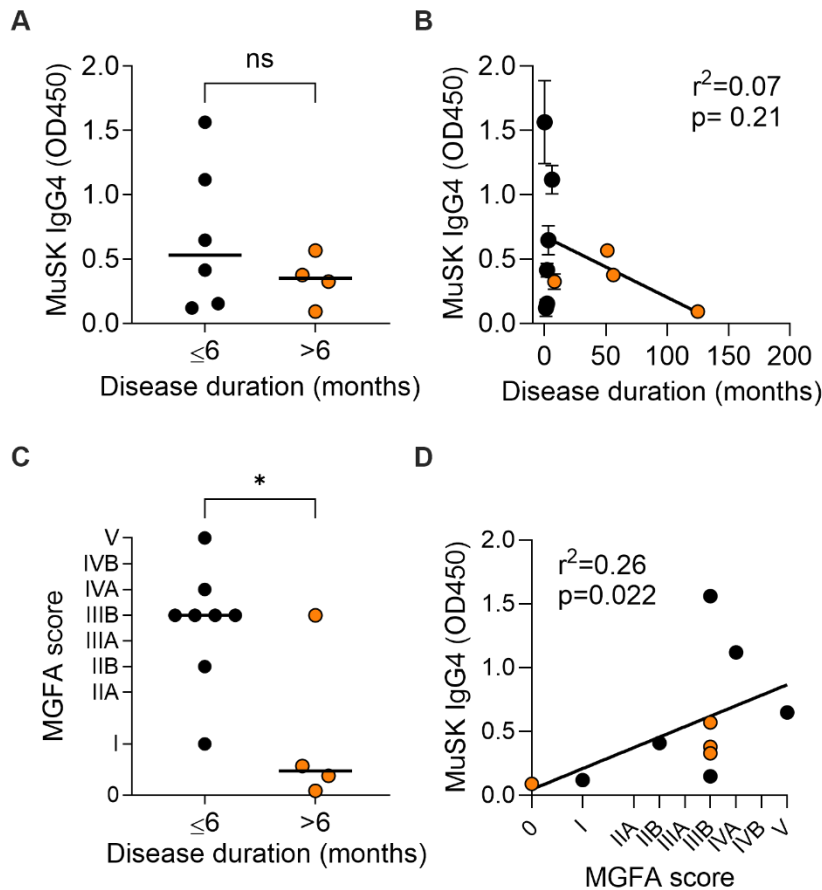 A
ns
MuSK IgG4 (OD450)
2.0
1.5
1.0
0.5
0.0
≤6
>6
Disease duration (months)
B
r²=0.07
p= 0.21
MuSK IgG4 (OD450)
2.0
1.5
1.0
0.5
0.0
0 50 100 150 200
Disease duration (months)
C
*
MGFA score
V
IVB
IVA
IIIB
IIIA
IIB
IIA
I
0
≤6
>6
Disease duration (months)
D
r²=0.26
p=0.022
MuSK IgG4 (OD450)
2.0
1.5
1.0
0.5
0.0
0 I IIA IIB IIIA IIIB IVA IVB V
MGFA score